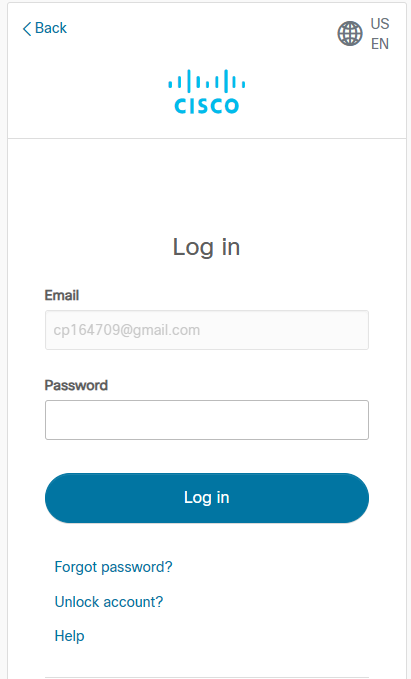 Back
US
EN
CISCO
Log in
Email
cp164709@gmail.com
Password
Log in
Forgot password?
Unlock account?
Help